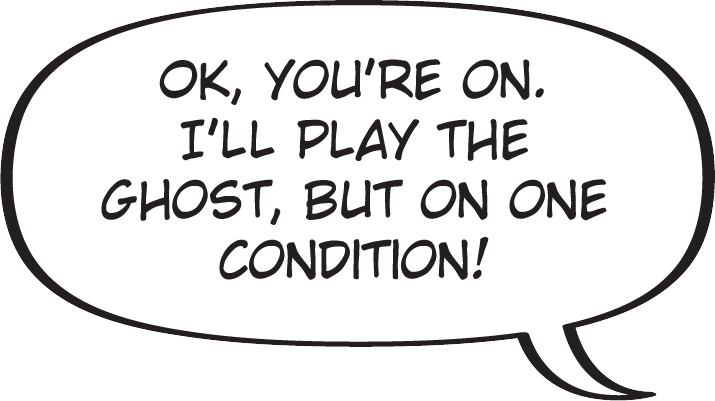 OK, YOU'RE ON.
I'LL PLAY THE
GHOST, BUT ON ONE
CONDITION!